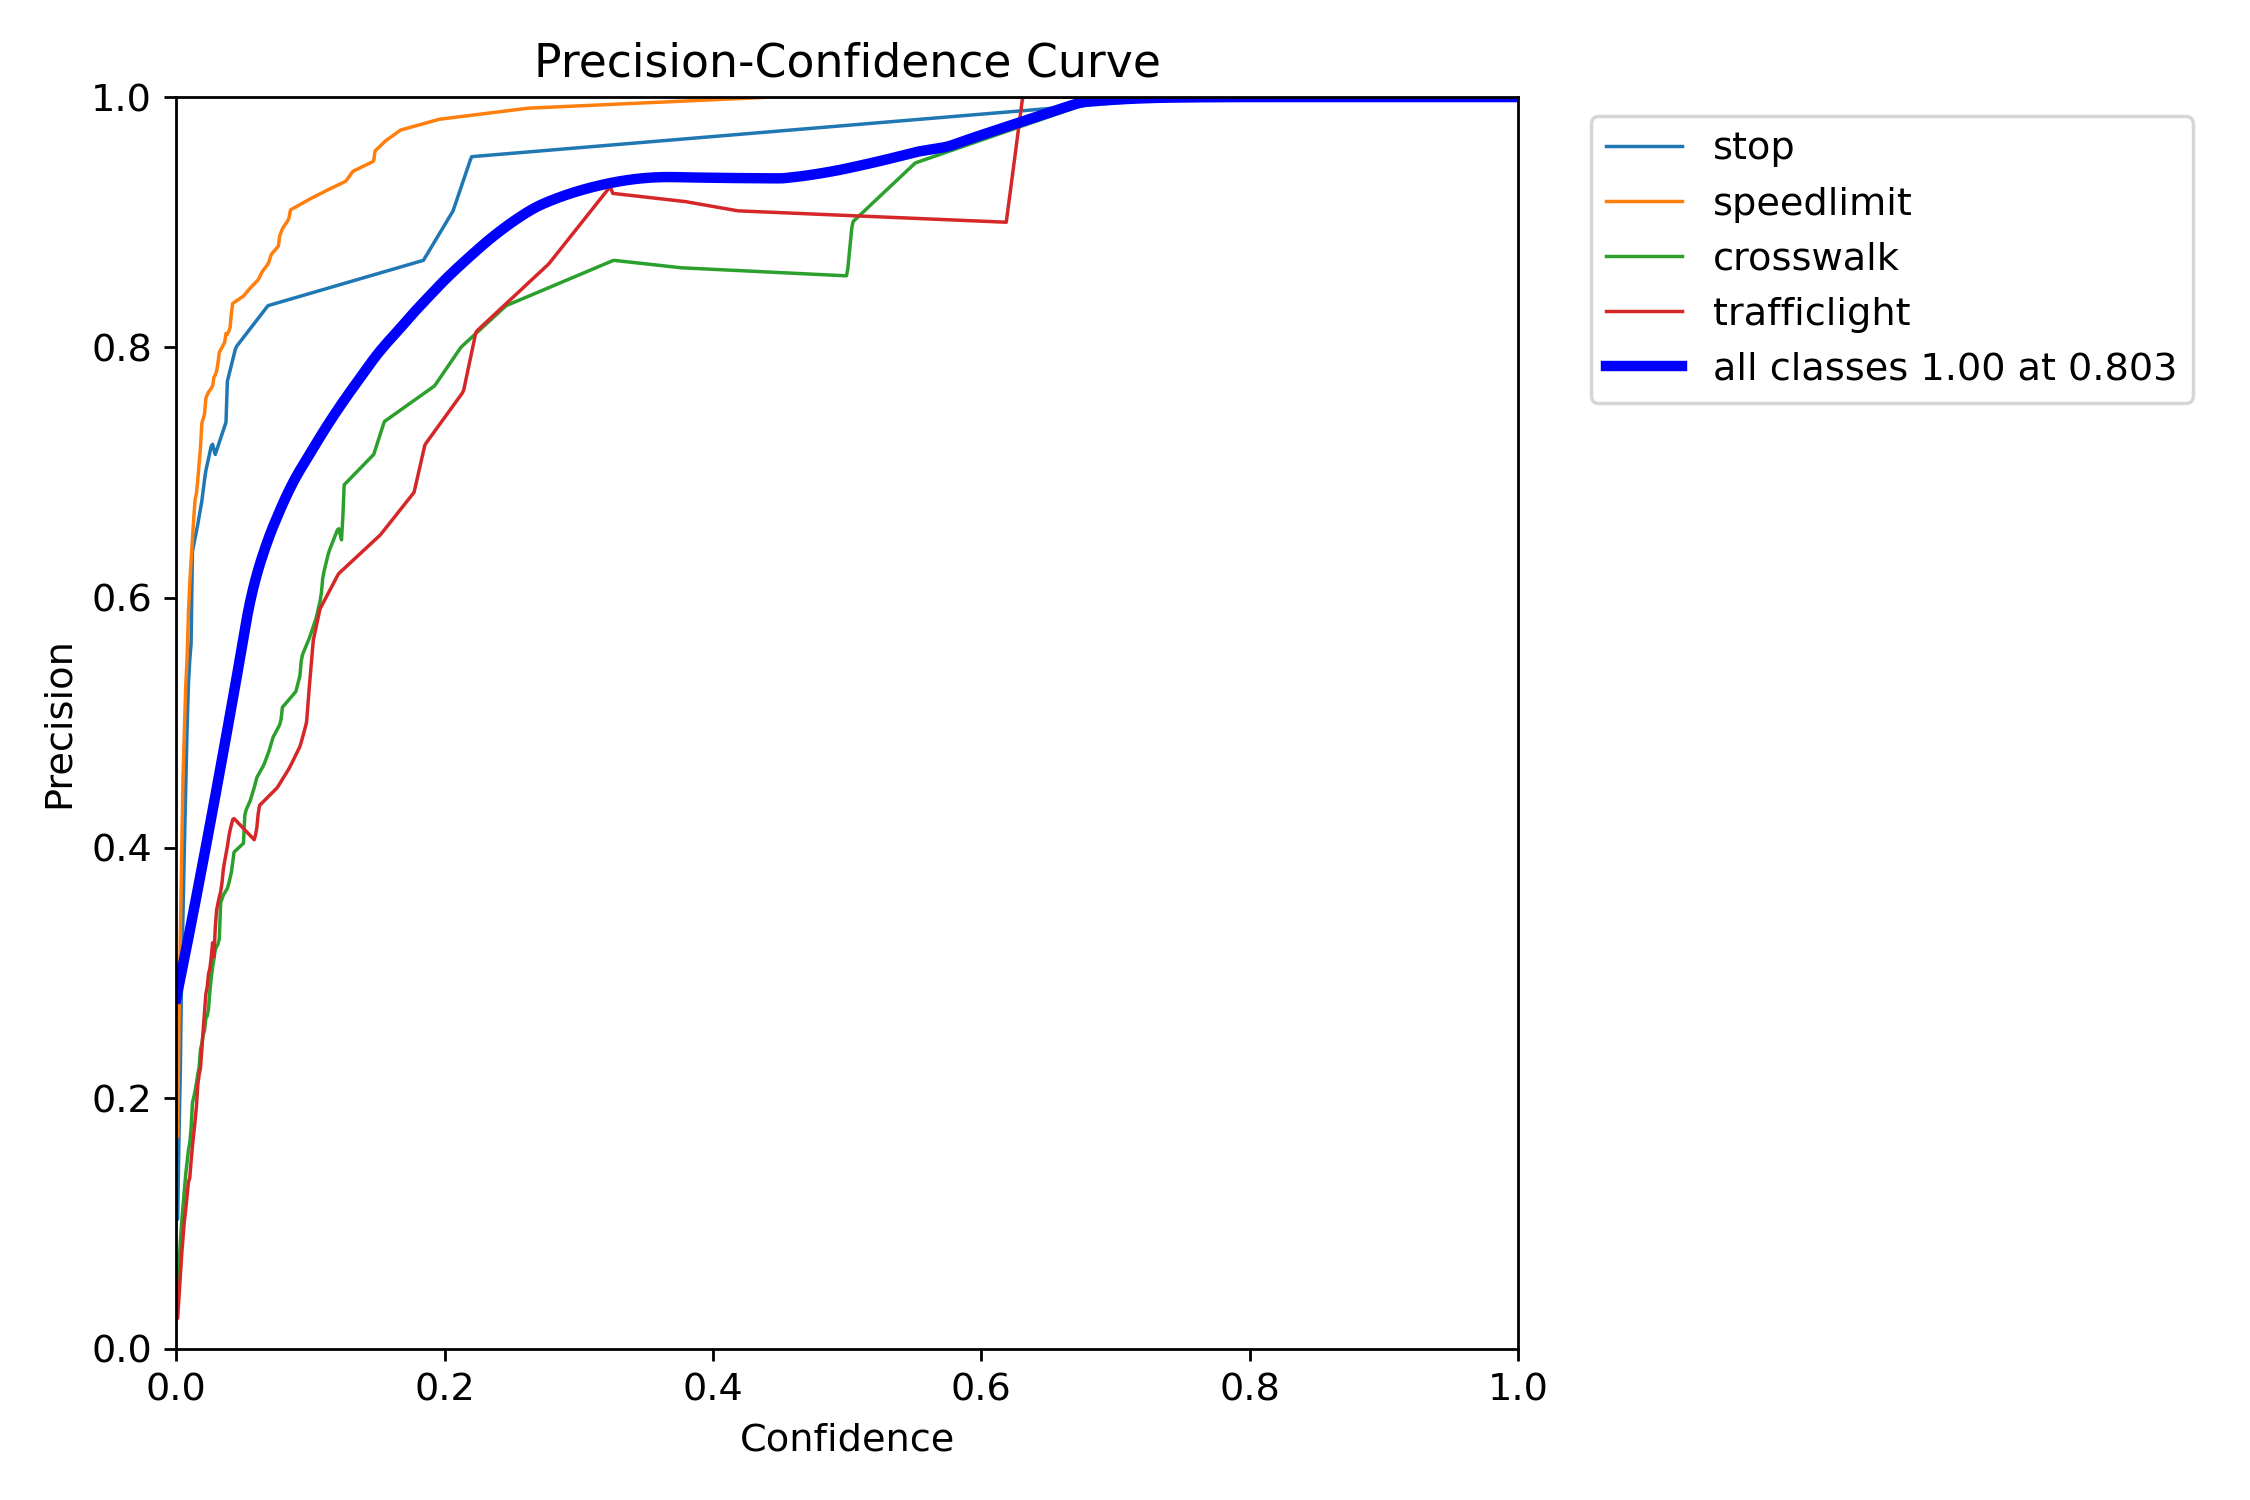 Precision-Confidence Curve
1.0
0.8
0.6
0.4
0.2
0.0
Precision
0.0 0.2 0.4 0.6 0.8 1.0
Confidence
stop
speedlimit
crosswalk
trafficlight
all classes 1.00 at 0.803